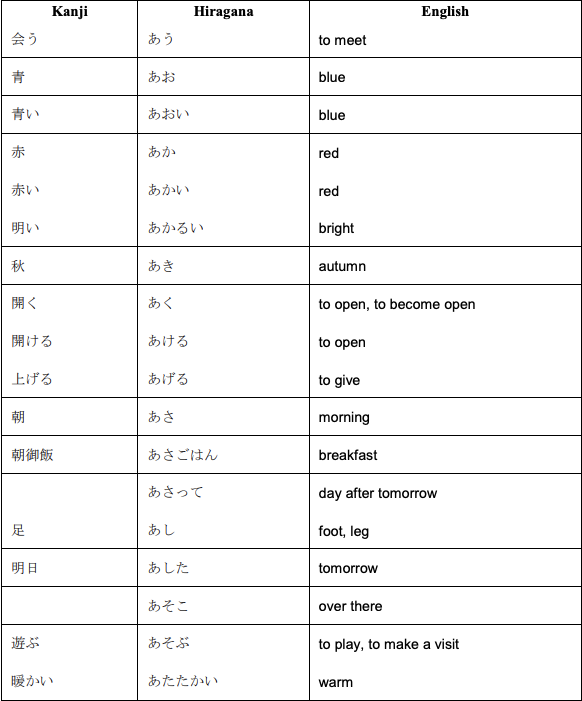 Kanji Hiragana English
会う あう to meet
青 あお blue
青い あおい blue
赤 あか red
赤い あかい red
明い あかるい bright
秋 あき autumn
開く あく to open, to become open
開ける あける to open
上げる あげる to give
朝 あさ morning
朝御飯 あさごはん breakfast
あさって day after tomorrow
足 あし foot, leg
明日 あした tomorrow
あそこ over there
遊ぶ あそぶ to play, to make a visit
暖かい あたたかい warm